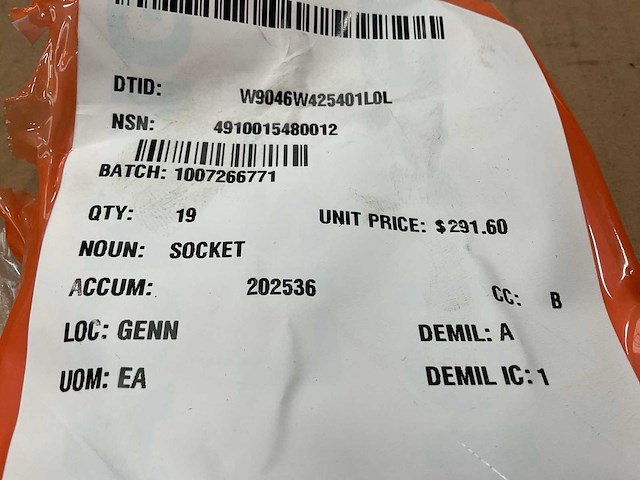 DTID: W9046W425401L0L
NSN: 4910015480012
BATCH: 1007266771
QTY: 19 UNIT PRICE: $291.60
NOUN: SOCKET
ACCUM: 202536
CC: B
LOC: GENN DEMIL: A
UOM: EA DEMIL IC: 1